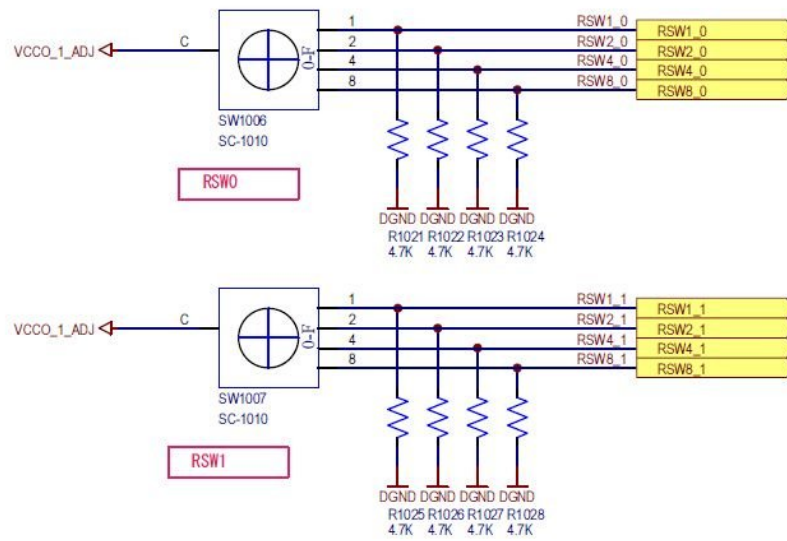 1 RSW1_0 RSW1_0
VCCO_1_ADJ C 0-F 2 RSW2_0 RSW2_0
4 RSW4_0 RSW4_0
8 RSW8_0 RSW8_0
SW1006
SC-1010
RSW0
DGND DGND DGND DGND
R1021 R1022 R1023 R1024
4.7K 4.7K 4.7K 4.7K
1 RSW1_1 RSW1_1
VCCO_1_ADJ C 0-F 2 RSW2_1 RSW2_1
4 RSW4_1 RSW4_1
8 RSW8_1 RSW8_1
SW1007
SC-1010
RSW1
DGND DGND DGND DGND
R1025 R1026 R1027 R1028
4.7K 4.7K 4.7K 4.7K